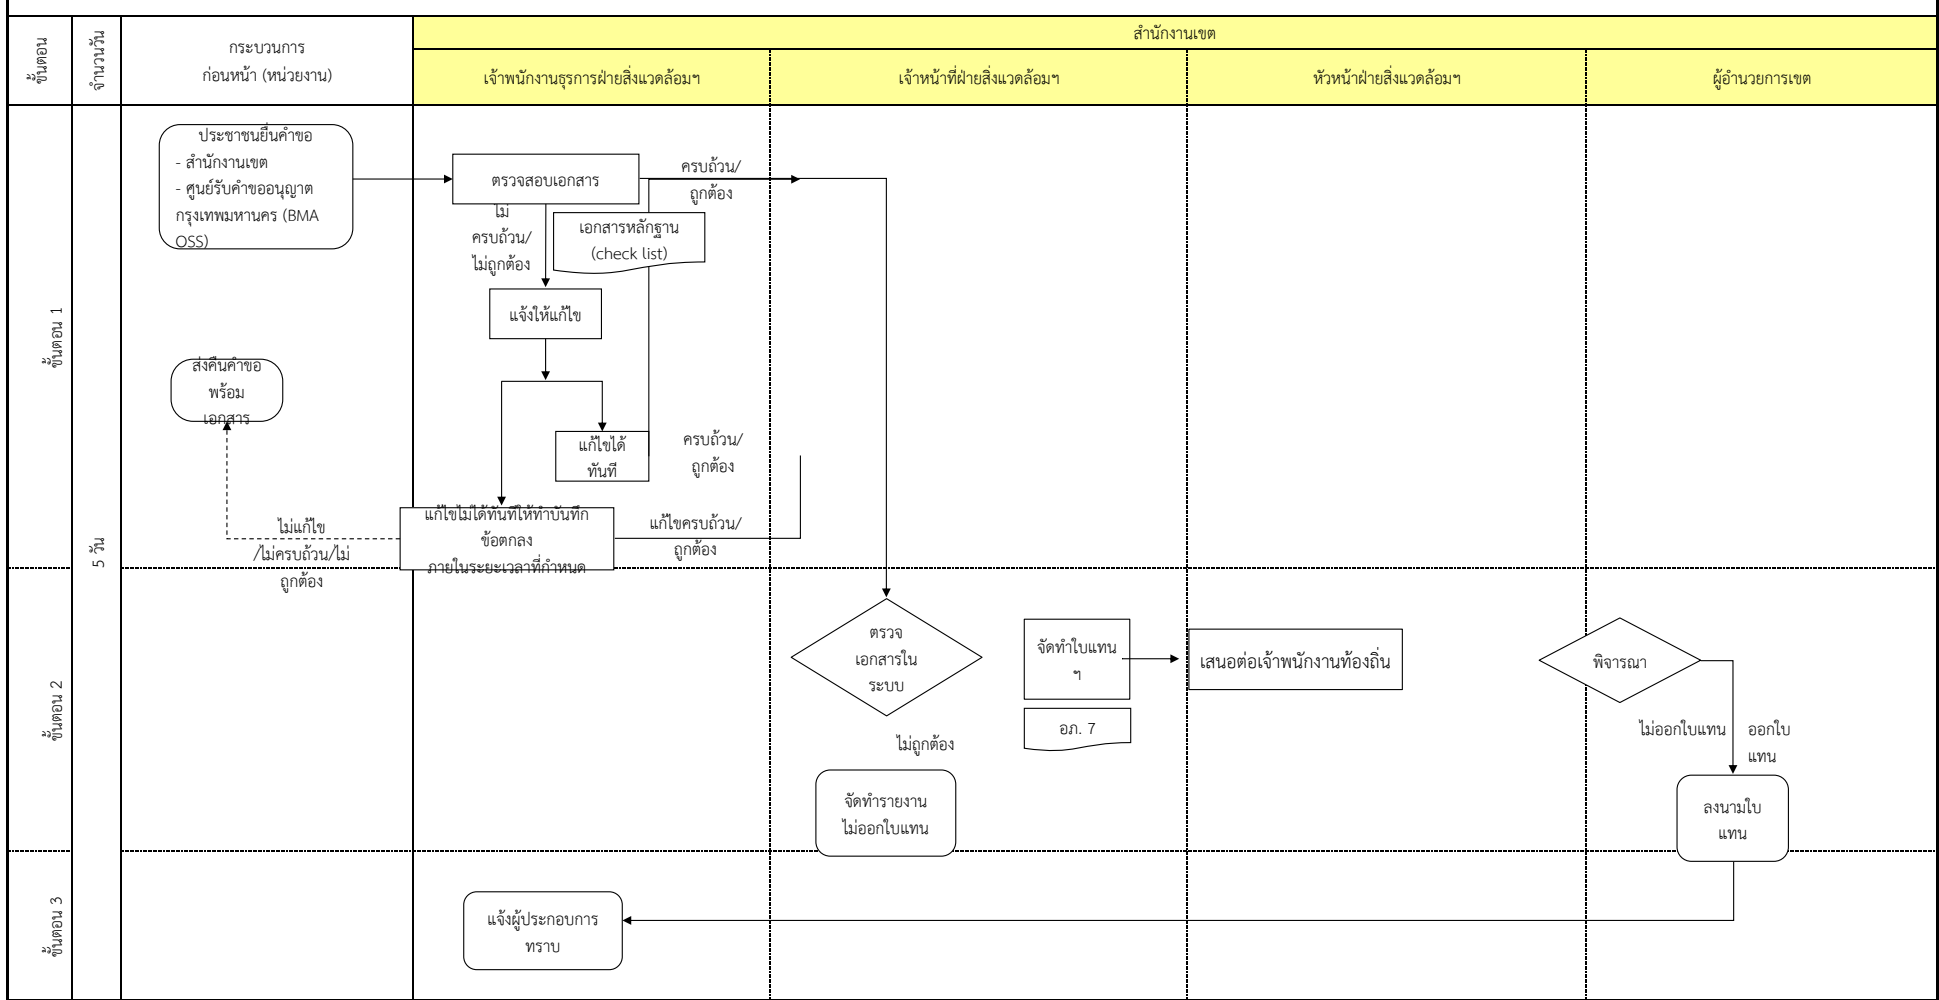 ขั้นตอน
จำนวนวัน
กระบวนการ
ก่อนหน้า (หน่วยงาน)
สำนักงานเขต
เจ้าพนักงานธุรการฝ่ายสิ่งแวดล้อมฯ
เจ้าหน้าที่ฝ่ายสิ่งแวดล้อมฯ
หัวหน้าฝ่ายสิ่งแวดล้อมฯ
ผู้อำนวยการเขต
ขั้นตอน 1
5 วัน
ประชาชนยื่นคำขอ
- สำนักงานเขต
- ศูนย์รับคำขออนุญาต
กรุงเทพมหานคร (BMA
OSS)
ตรวจสอบเอกสาร
ครบถ้วน/
ถูกต้อง
ไม่
ครบถ้วน/
ไม่ถูกต้อง
เอกสารหลักฐาน
(check list)
แจ้งให้แก้ไข
ส่งคืนคำขอ
พร้อม
เอกสาร
แก้ไขได้
ทันที
ครบถ้วน/
ถูกต้อง
แก้ไขไม่ได้ทันทีให้ทำบันทึก
ข้อตกลง
ภายในระยะเวลาที่กำหนด
แก้ไขครบถ้วน/
ถูกต้อง
ไม่แก้ไข
/ไม่ครบถ้วน/ไม่
ถูกต้อง
ขั้นตอน 2
ตรวจ
เอกสารใน
ระบบ
จัดทำใบแทน
ฯ
เสนอต่อเจ้าพนักงานท้องถิ่น
พิจารณา
อภ. 7
ไม่ถูกต้อง
ไม่ออกใบแทน
ออกใบ
แทน
จัดทำรายงาน
ไม่ออกใบแทน
ลงนามใบ
แทน
ขั้นตอน 3
แจ้งผู้ประกอบการ
ทราบ